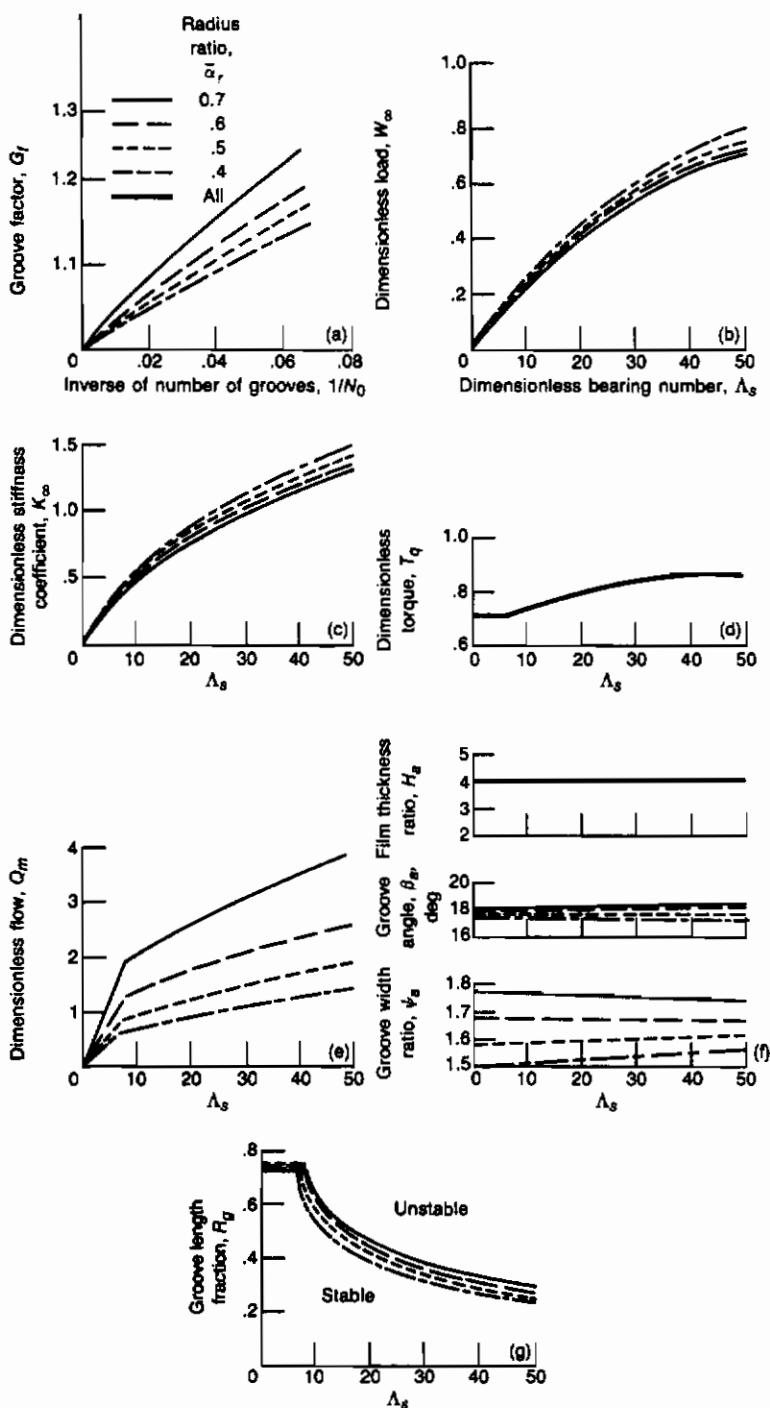 Radius
ratio,
ᾱr
0.7
.6
.5
.4
All
Groove factor, Gf
1.3
1.2
1.1
0 .02 .04 .06 .08
(a)
Inverse of number of grooves, 1/N0
Dimensionless load, W∞
1.0
.8
.6
.4
.2
0 10 20 30 40 50
(b)
Dimensionless bearing number, Λs
Dimensionless stiffnass
coefficient, K∞
1.5
1.0
.5
0 10 20 30 40 50
(c)
Λs
Dimensionless
torque, Tq
1.0
.8
.6
0 10 20 30 40 50
(d)
Λs
Dimensionless flow, Qm
4
3
2
1
0 10 20 30 40 50
(e)
Λs
Film thickness
ratio, Ha
5
4
3
2
Groove
angle, βa,
deg
20
18
16
Groove width
ratio, ψa
1.8
1.7
1.6
1.5
0 10 20 30 40 50
(f)
Λs
Groove length
fraction, Rg
.8
.6
.4
.2
Unstable
Stable
0 10 20 30 40 50
(g)
Λs